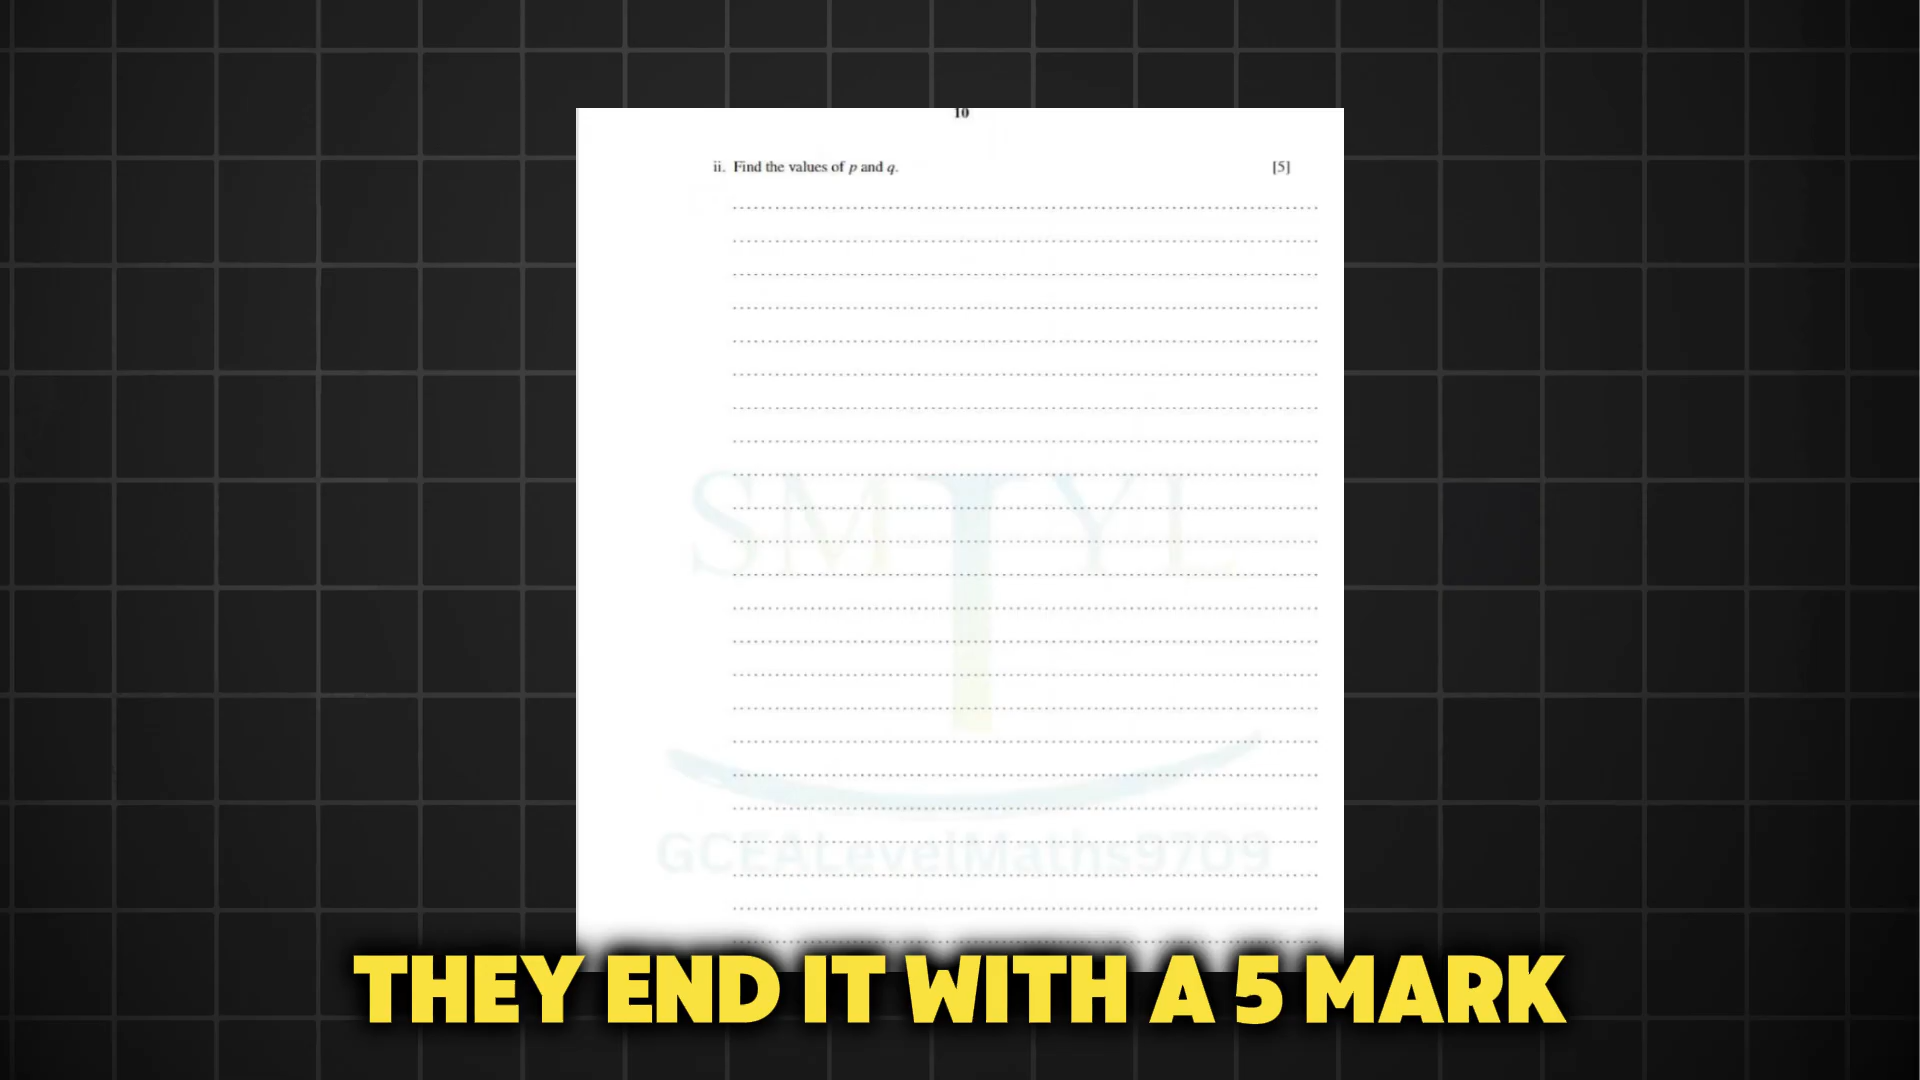 10
ii. Find the values of p and q. [5]
SMTYL
GCEALevelMaths9709
THEY END IT WITH A 5 MARK